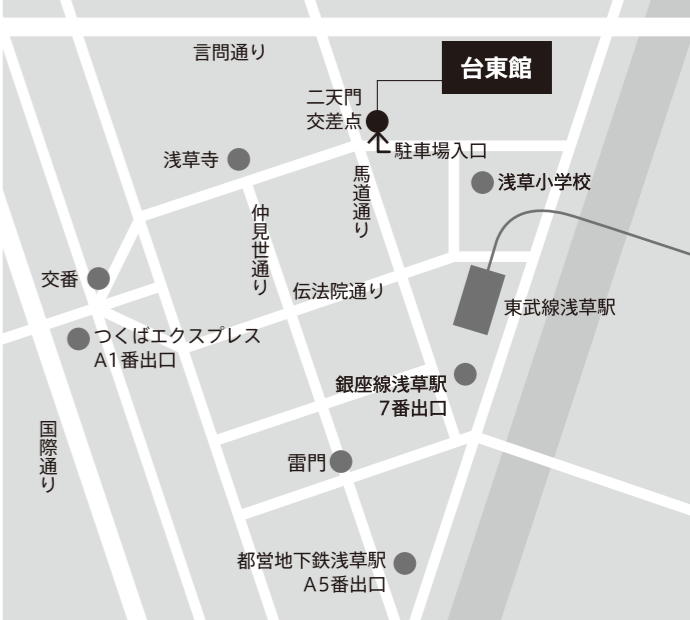 言問通り
台東館
二天門
交差点
駐車場入口
浅草寺
馬道通り
浅草小学校
仲見世通り
交番
伝法院通り
東武線浅草駅
つくばエクスプレス
A1番出口
銀座線浅草駅
7番出口
国際通り
雷門
都営地下鉄浅草駅
A5番出口